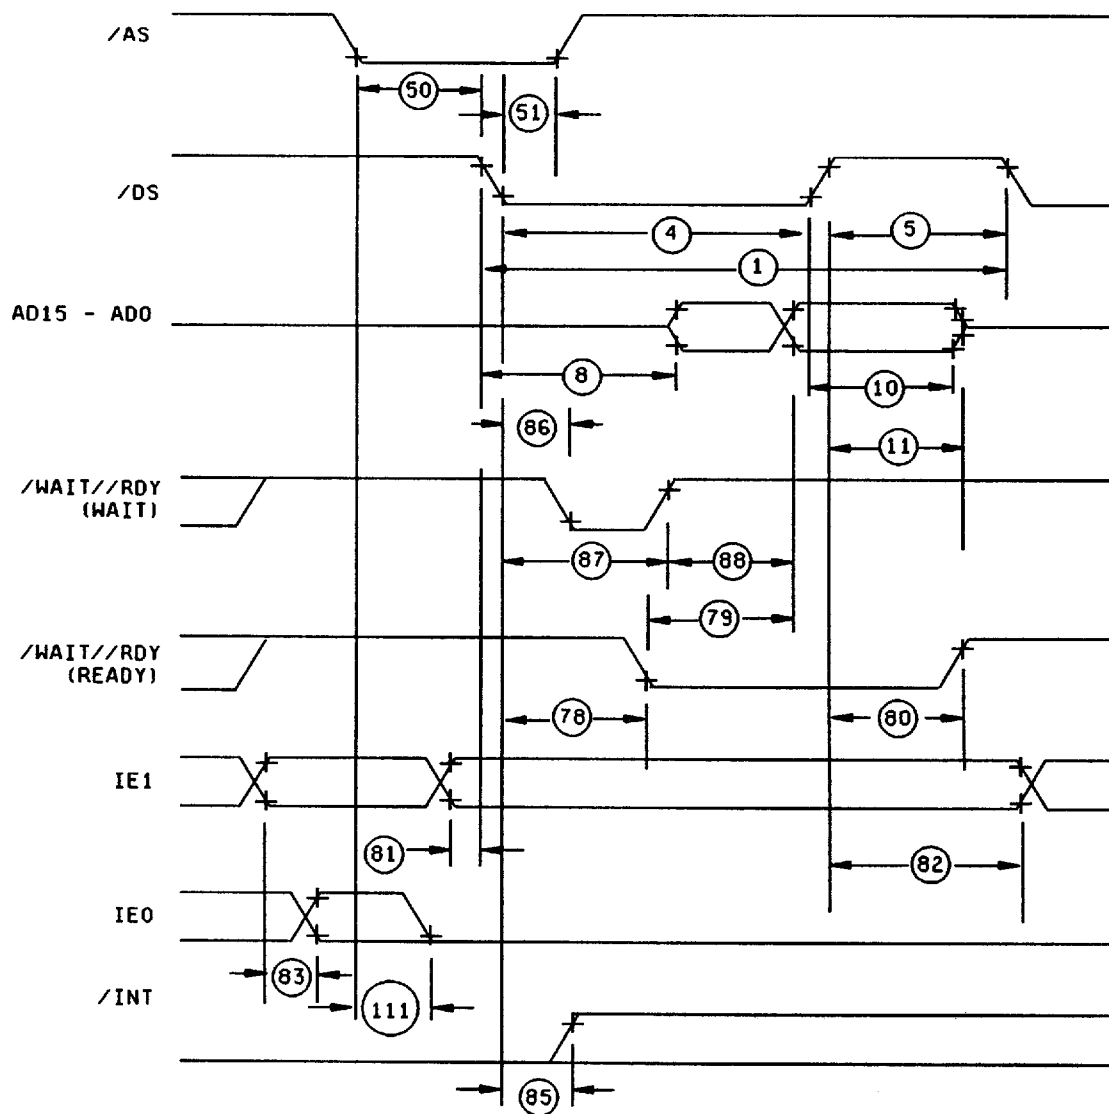 /AS
50
51
/DS
4
5
1
AD15 - AD0
8
10
86
11
/WAIT//RDY
(WAIT)
87
88
79
/WAIT//RDY
(READY)
78
80
IE1
81
82
IE0
83
111
/INT
85